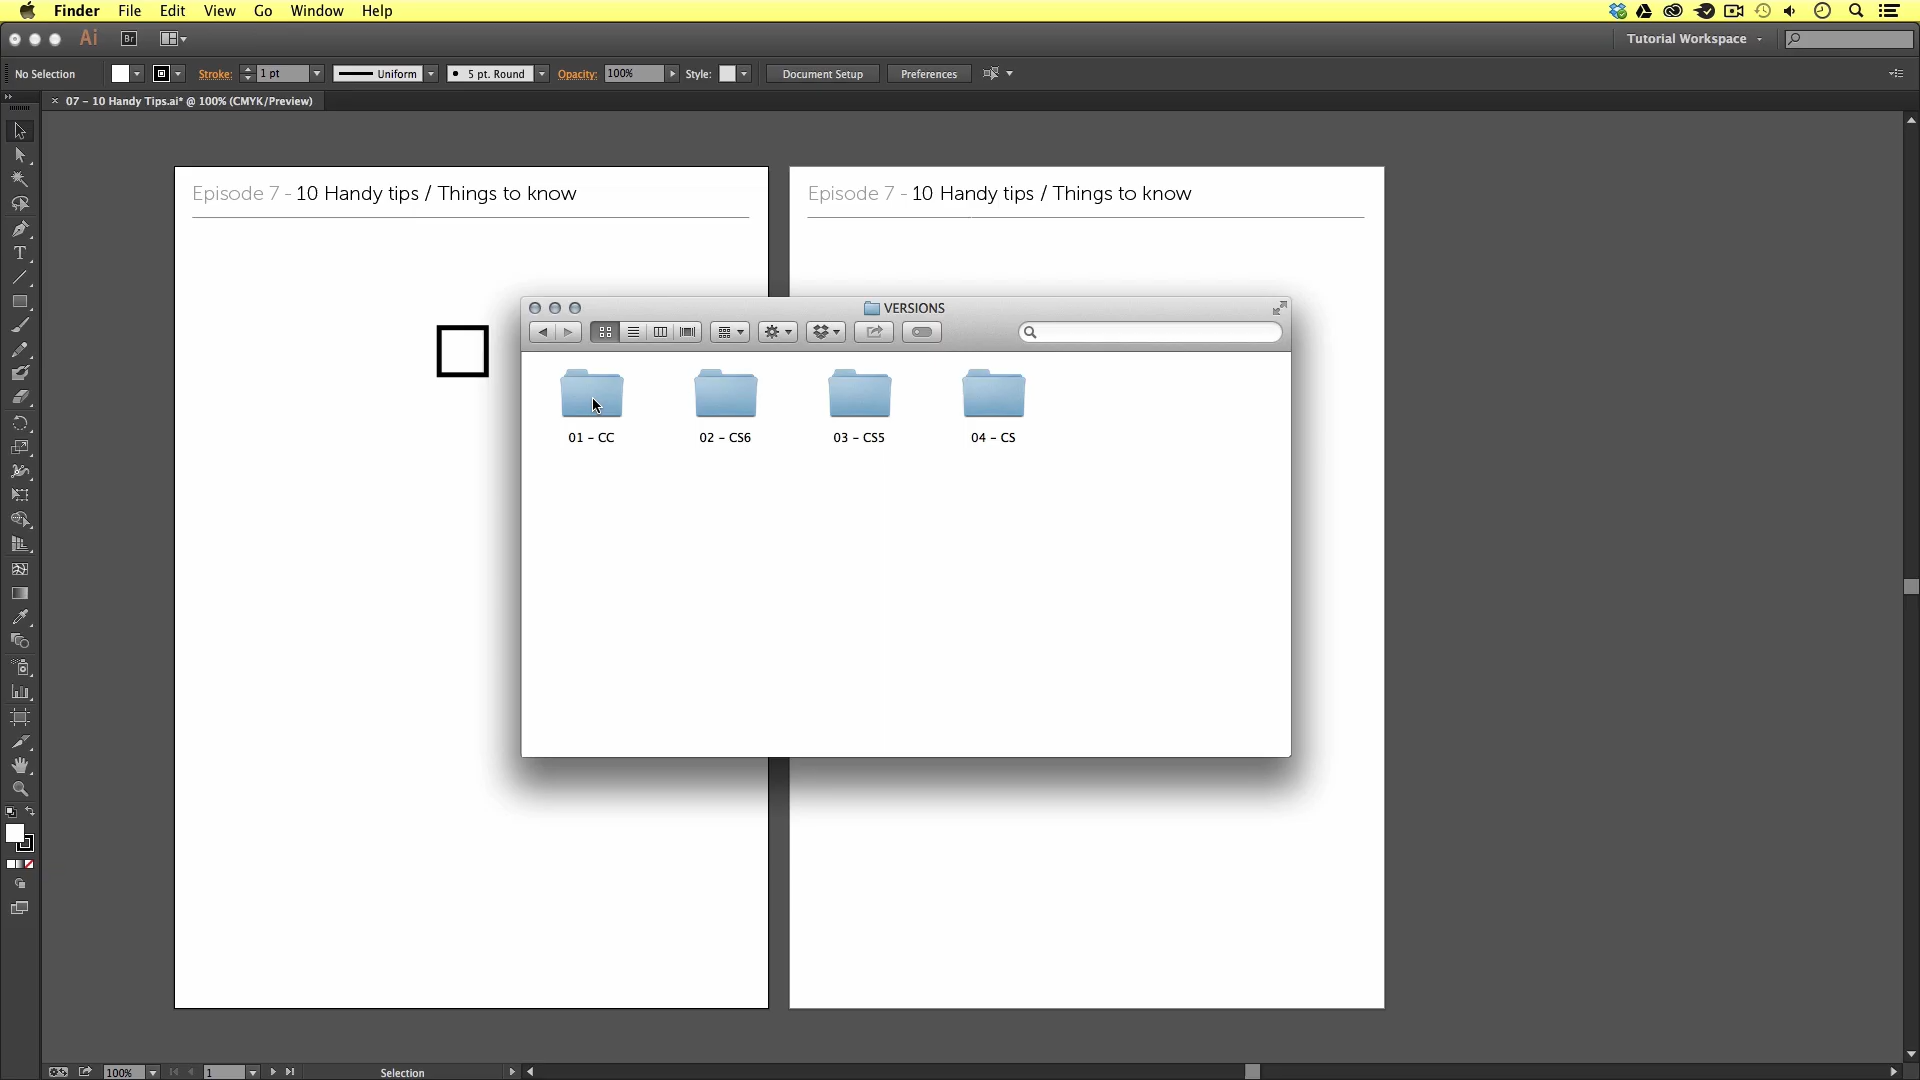 Finder File Edit View Go Window Help
Ai Br Tutorial Workspace
No Selection Stroke: 1 pt Uniform 5 pt. Round Opacity: 100% Style: Document Setup Preferences
× 07 - 10 Handy Tips.ai* @ 100% (CMYK/Preview)
Episode 7 - 10 Handy tips / Things to know
Episode 7 - 10 Handy tips / Things to know
VERSIONS
01 - CC 02 - CS6 03 - CS5 04 - CS
T
100% 1 Selection